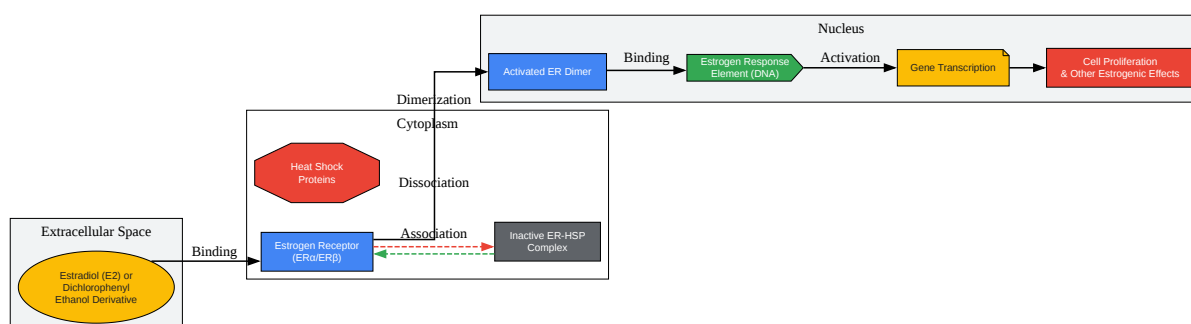 Nucleus
Activated ER Dimer
Binding
Estrogen Response
Element (DNA)
Activation
Gene Transcription
Cell Proliferation
& Other Estrogenic Effects
Dimerization
Cytoplasm
Heat Shock
Proteins
Dissociation
Extracellular Space
Binding
Estrogen Receptor
(ERα/ERβ)
Association
Inactive ER-HSP
Complex
Estradiol (E2) or
Dichlorophenyl
Ethanol Derivative